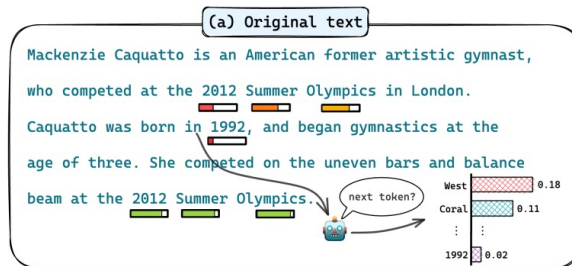 (a) Original text
Mackenzie Caquatto is an American former artistic gymnast,
who competed at the 2012 Summer Olympics in London.
Caquatto was born in 1992, and began gymnastics at the
age of three. She competed on the uneven bars and balance
beam at the 2012 Summer Olympics.
next token?
West 0.18
Coral 0.11
⋮ ⋮
1992 0.02